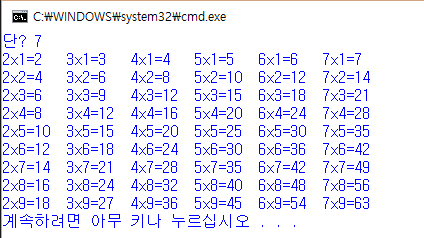 C:₩WINDOWS₩system32₩cmd.exe
단? 7
2x1=2 3x1=3 4x1=4 5x1=5 6x1=6 7x1=7
2x2=4 3x2=6 4x2=8 5x2=10 6x2=12 7x2=14
2x3=6 3x3=9 4x3=12 5x3=15 6x3=18 7x3=21
2x4=8 3x4=12 4x4=16 5x4=20 6x4=24 7x4=28
2x5=10 3x5=15 4x5=20 5x5=25 6x5=30 7x5=35
2x6=12 3x6=18 4x6=24 5x6=30 6x6=36 7x6=42
2x7=14 3x7=21 4x7=28 5x7=35 6x7=42 7x7=49
2x8=16 3x8=24 4x8=32 5x8=40 6x8=48 7x8=56
2x9=18 3x9=27 4x9=36 5x9=45 6x9=54 7x9=63
계속하려면 아무 키나 누르십시오 . . .